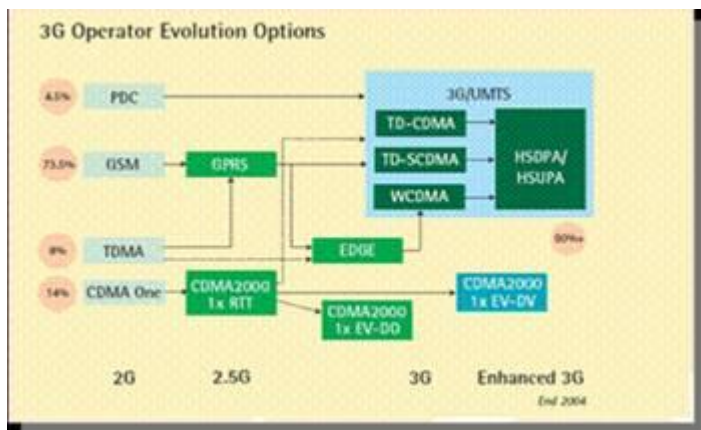 3G Operator Evolution Options
4.5%
PDC
3G/UMTS
TD-CDMA
73.5%
GSM
GPRS
TD-SCDMA
HSDPA/
HSUPA
WCDMA
8%
TDMA
EDGE
14%
CDMA One
CDMA2000
1x RTT
CDMA2000
1x EV-DV
CDMA2000
1x EV-DO
2G
2.5G
3G
Enhanced 3G
End 2004